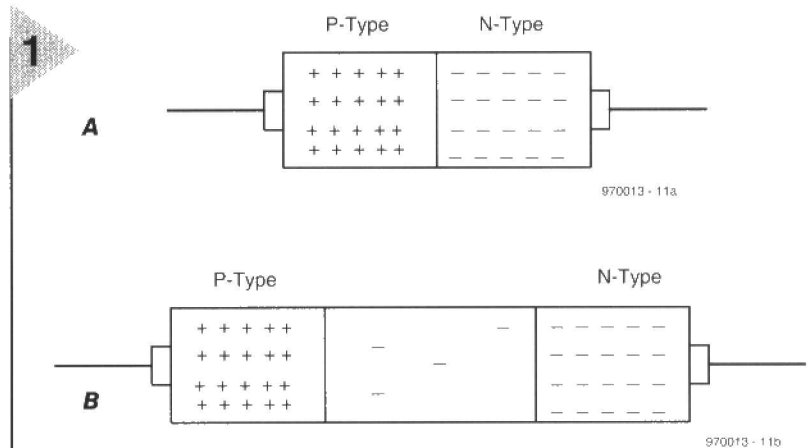 1
P-Type N-Type
A
970013 - 11a
P-Type N-Type
B
970013 - 11b